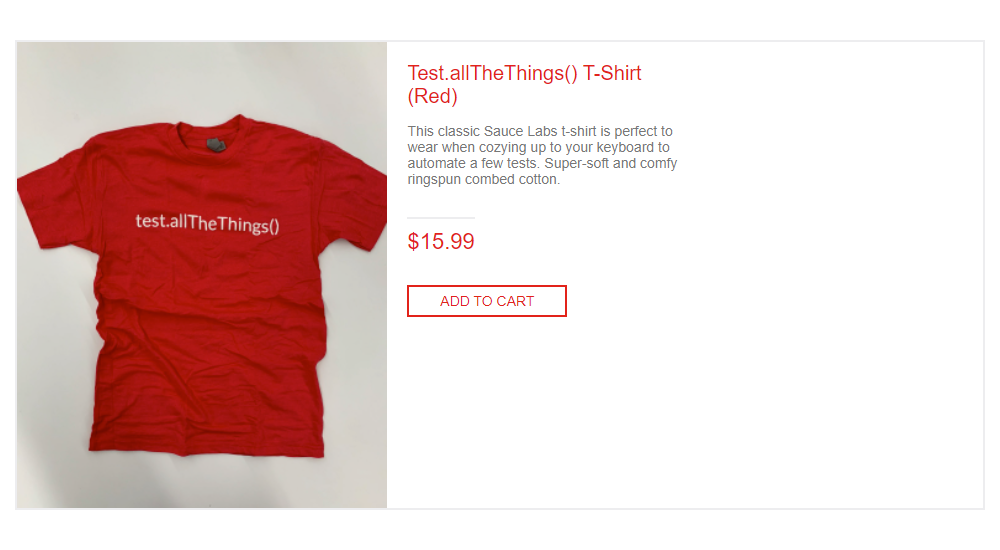 test.allTheThings()
Test.allTheThings() T-Shirt
(Red)
This classic Sauce Labs t-shirt is perfect to
wear when cozying up to your keyboard to
automate a few tests. Super-soft and comfy
ringspun combed cotton.
$15.99
ADD TO CART